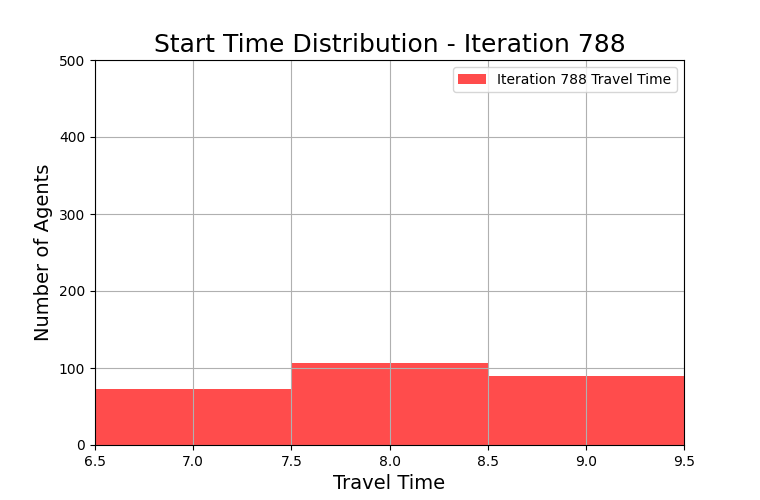 Start Time Distribution - Iteration 788
500
Iteration 788 Travel Time
400
300
Number of Agents
200
100
0
6.5 7.0 7.5 8.0 8.5 9.0 9.5
Travel Time